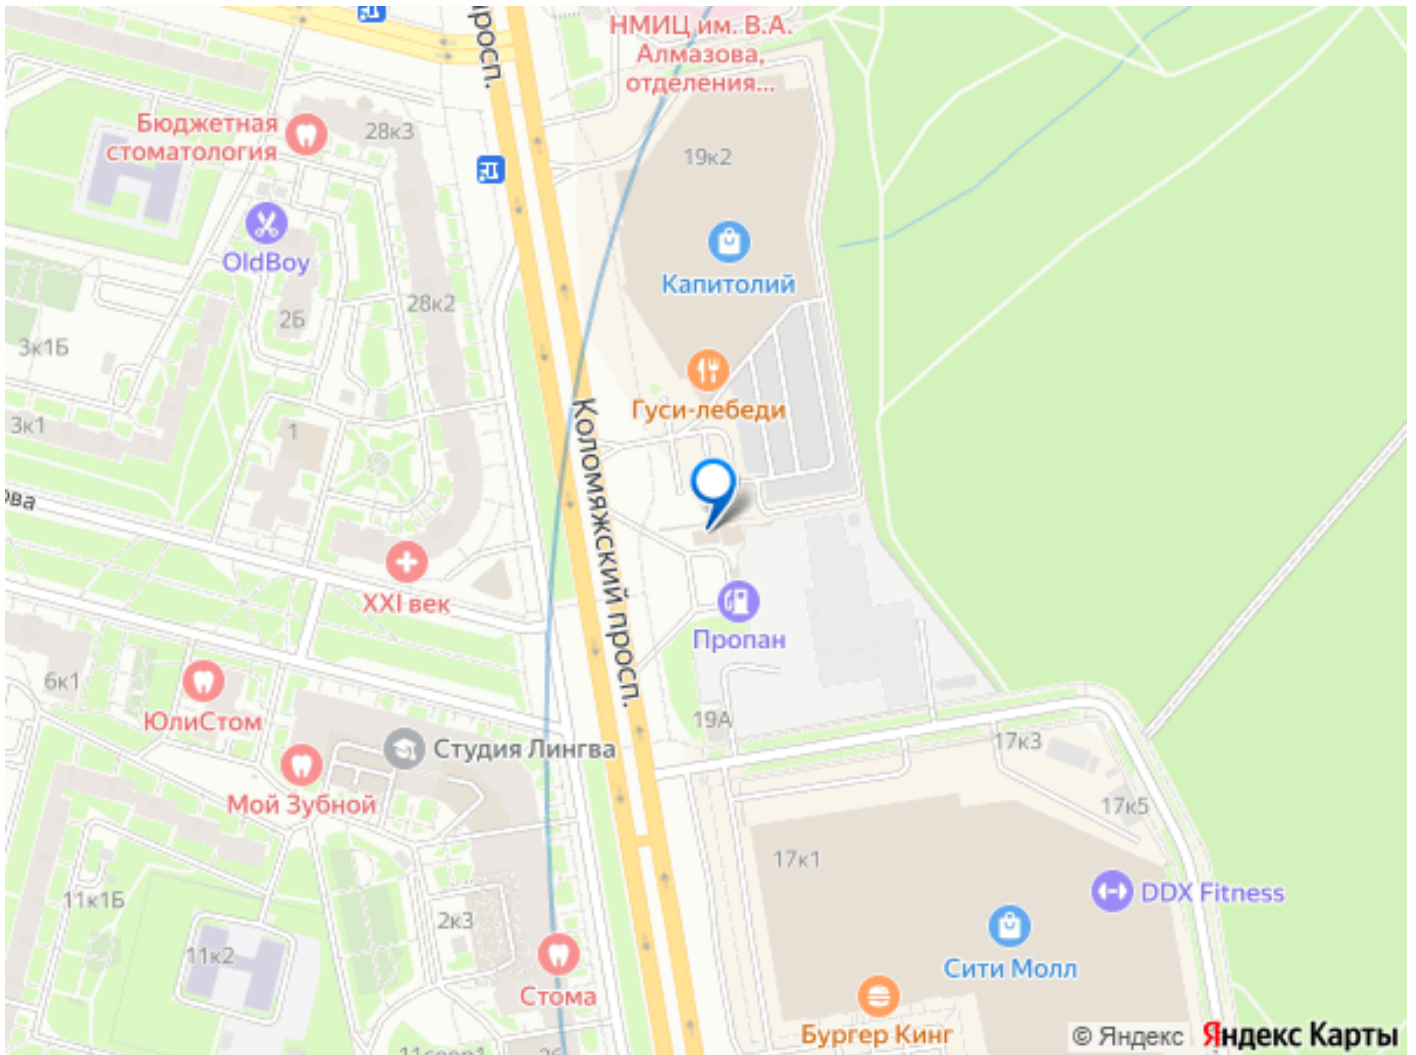 просп.
НМИЦ им. В.А.
Алмазова,
отделения...
Бюджетная
стоматология
28к3
19к2
OldBoy
Капитолий
2Б
28к2
3к1Б
Гуси-лебеди
3к1
1
Коломяжский просп.
ова
XXI век
Пропан
6к1
ЮлиСтом
19А
Студия Лингва
17к3
Мой Зубной
17к5
17к1
DDX Fitness
11к1Б
2к3
11к2
Сити Молл
Стома
Бургер Кинг
© Яндекс
Яндекс Карты